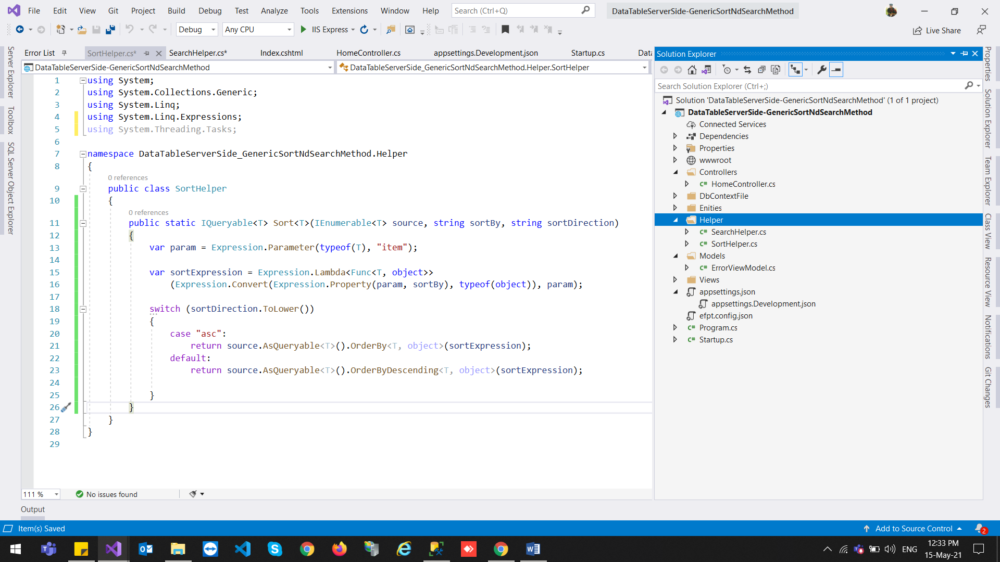 File Edit View Git Project Build Debug Test Analyze Tools Extensions Window Help Search (Ctrl+Q) DataTableServerSide-GenericSortNdSearchMethod
Debug Any CPU IIS Express Live Share
Server Explorer
Toolbox
SQL Server Object Explorer
Error List SortHelper.cs* SearchHelper.cs* Index.cshtml HomeController.cs appsettings.Development.json Startup.cs Data
DataTableServerSide-GenericSortNdSearchMethod DataTableServerSide_GenericSortNdSearchMethod.Helper.SortHelper
1 using System;
2 using System.Collections.Generic;
3 using System.Linq;
4 using System.Linq.Expressions;
5 using System.Threading.Tasks;
6
7 namespace DataTableServerSide_GenericSortNdSearchMethod.Helper
8 {
0 references
9 public class SortHelper
10 {
0 references
11 public static IQueryable<T> Sort<T>(IEnumerable<T> source, string sortBy, string sortDirection)
12 {
13 var param = Expression.Parameter(typeof(T), "item");
14
15 var sortExpression = Expression.Lambda<Func<T, object>>
16 (Expression.Convert(Expression.Property(param, sortBy), typeof(object)), param);
17
18 switch (sortDirection.ToLower())
19 {
20 case "asc":
21 return source.AsQueryable<T>().OrderBy<T, object>(sortExpression);
22 default:
23 return source.AsQueryable<T>().OrderByDescending<T, object>(sortExpression);
24
25 }
26 }
27 }
28 }
29
111 % No issues found
Output
Solution Explorer
Search Solution Explorer (Ctrl+;)
Solution 'DataTableServerSide-GenericSortNdSearchMethod' (1 of 1 project)
DataTableServerSide-GenericSortNdSearchMethod
Connected Services
Dependencies
Properties
wwwroot
Controllers
C# HomeController.cs
DbContextFile
Enities
Helper
C# SearchHelper.cs
C# SortHelper.cs
Models
C# ErrorViewModel.cs
Views
appsettings.json
appsettings.Development.json
efpt.config.json
C# Program.cs
C# Startup.cs
Properties
Solution Explorer
Team Explorer
Class View
Resource View
Notifications
Git Changes
Item(s) Saved Add to Source Control 2
ENG 12:33 PM
15-May-21